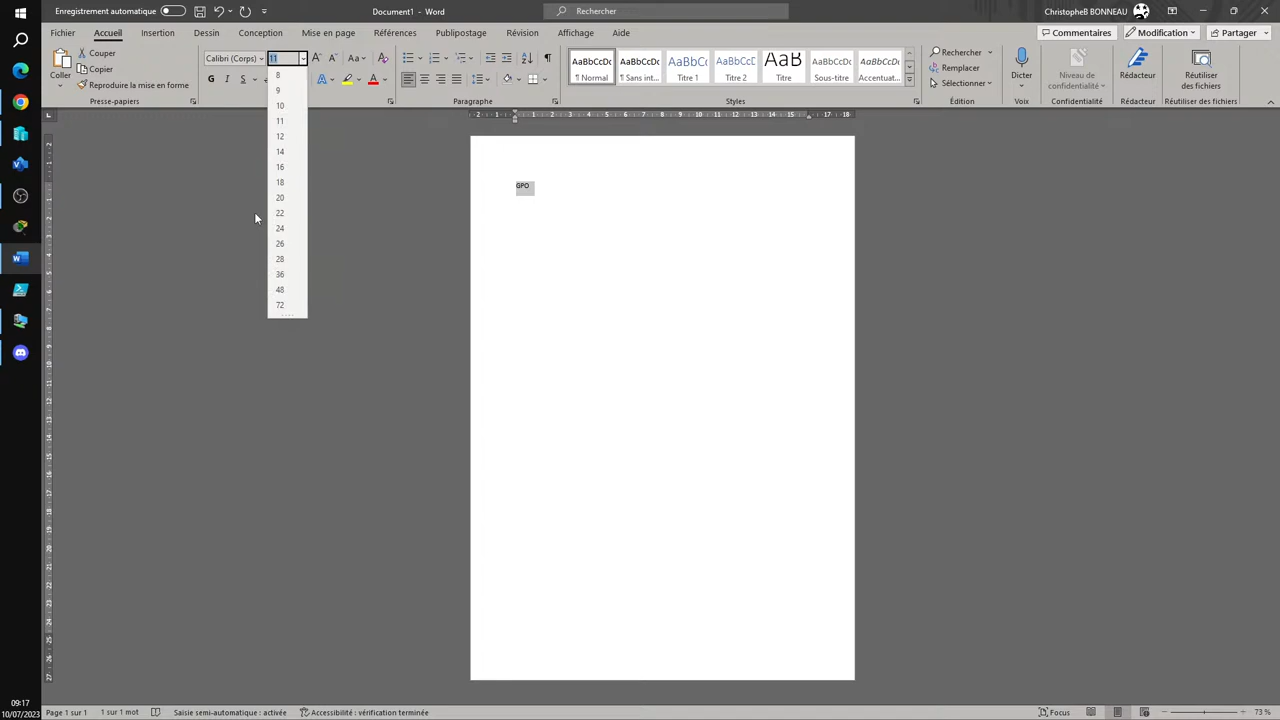 Enregistrement automatique
Document1 - Word
Rechercher
ChristopheB BONNEAU
Fichier
Accueil
Insertion
Dessin
Conception
Mise en page
Références
Publipostage
Révision
Affichage
Aide
Commentaires
Modification
Partager
Coller
Couper
Copier
Reproduire la mise en forme
Presse-papiers
Calibri (Corps)
11
Aa
G I S
Paragraphe
AaBbCcDc
¶ Normal
AaBbCcDc
¶ Sans int...
AaBbCc
Titre 1
AaBbCcD
Titre 2
AaB
Titre
AaBbCcD
Sous-titre
AaBbCcD
Accentuat...
Styles
Rechercher
Remplacer
Sélectionner
Édition
Dicter
Voix
Niveau de
confidentialité
Confidentialité
Rédacteur
Rédacteur
Réutiliser
des fichiers
Réutiliser des fichiers
8
9
10
11
12
14
16
18
20
22
24
26
28
36
48
72
GPO
09:17
10/07/2023
Page 1 sur 1
1 sur 1 mot
Saisie semi-automatique : activée
Accessibilité : vérification terminée
Focus
73 %